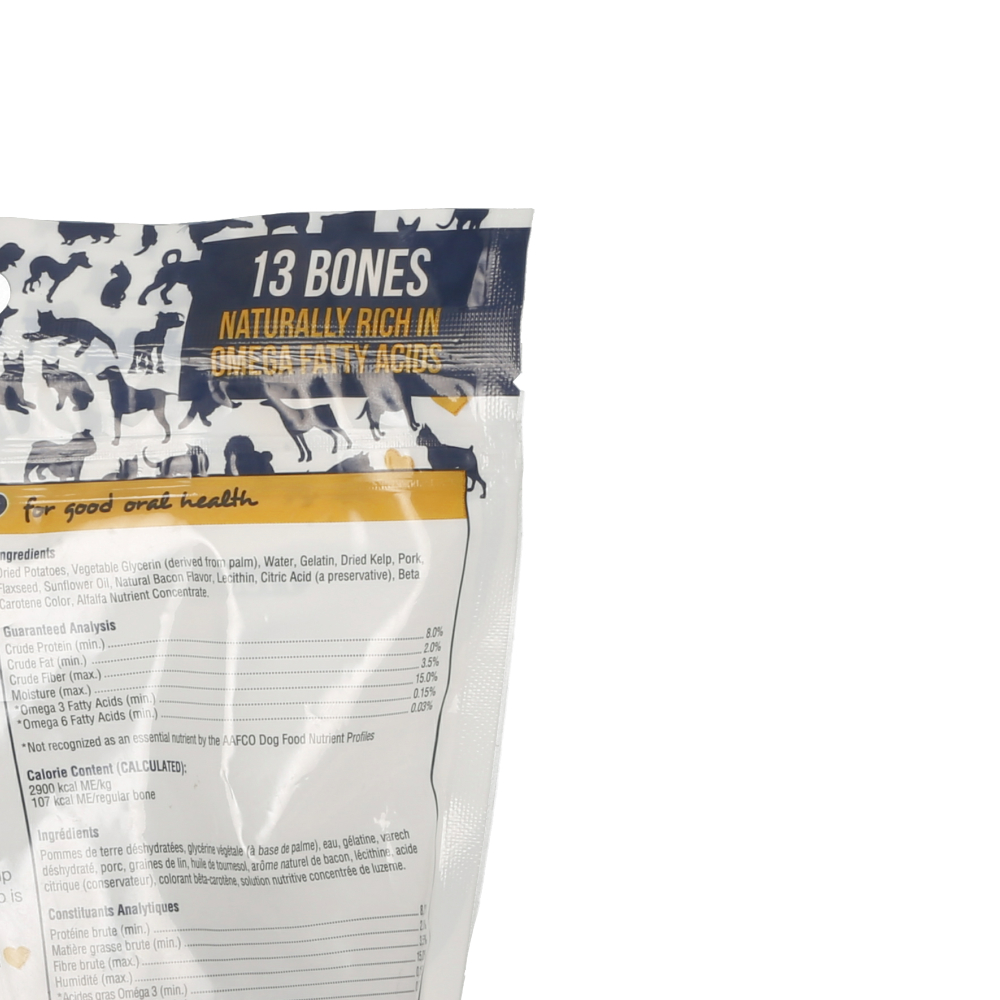 13 BONES
NATURALLY RICH IN
OMEGA FATTY ACIDS
for good oral health
ngredients
Dried Potatoes, Vegetable Glycerin (derived from palm), Water, Gelatin, Dried Kelp, Pork,
Flaxseed, Sunflower Oil, Natural Bacon Flavor, Lecithin, Citric Acid (a preservative), Beta
Carotene Color, Alfalfa Nutrient Concentrate.
Guaranteed Analysis
Crude Protein (min.) 8.0%
Crude Fat (min.) 2.0%
Crude Fiber (max.) 3.5%
Moisture (max.) 15.0%
*Omega 3 Fatty Acids (min.) 0.15%
*Omega 6 Fatty Acids (min.) 0.03%
*Not recognized as an essential nutrient by the AAFCO Dog Food Nutrient Profiles
Calorie Content (CALCULATED):
2900 kcal ME/kg
107 kcal ME/regular bone
Ingrédients
Pommes de terre déshydratées, glycérine végétale (à base de palme), eau, gélatine, varech
déshydraté, porc, graines de lin, huile de tournesol, arôme naturel de bacon, lécithine, acide
citrique (conservateur), colorant bêta-carotène, solution nutritive concentrée de luzerne.
Constituants Analytiques
Protéine brute (min.)
Matière grasse brute (min.)
Fibre brute (max.)
Humidité (max.)
*Acides gras Oméga 3 (min.)
is